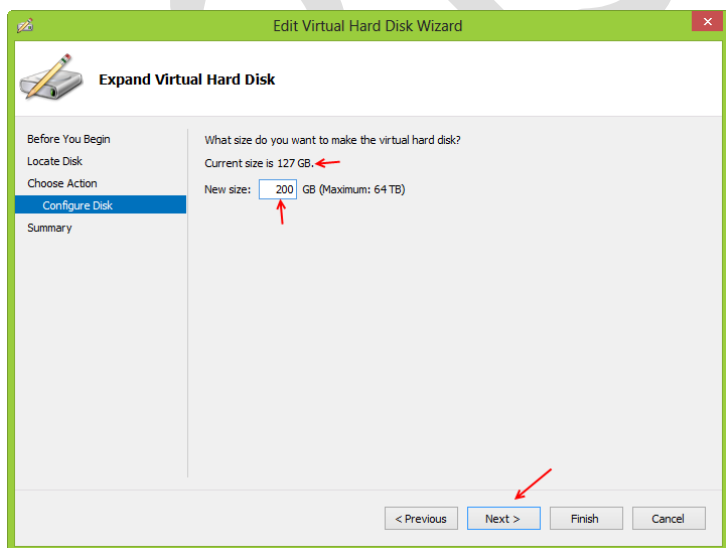 Edit Virtual Hard Disk Wizard
Expand Virtual Hard Disk
Before You Begin
Locate Disk
Choose Action
Configure Disk
Summary
What size do you want to make the virtual hard disk?
Current size is 127 GB.
New size: 200 GB (Maximum: 64 TB)
< Previous Next > Finish Cancel